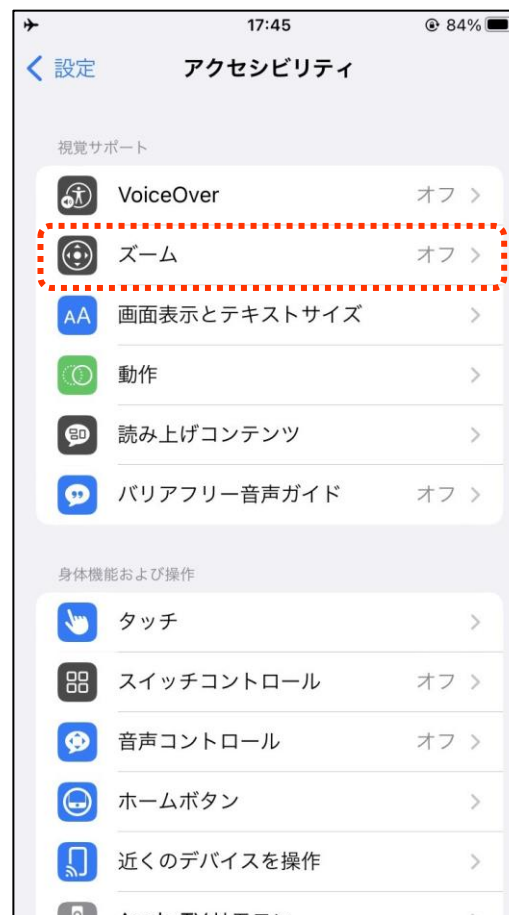 17:45
84%
設定
アクセシビリティ
視覚サポート
VoiceOver オフ
ズーム オフ
AA 画面表示とテキストサイズ
動作
読み上げコンテンツ
バリアフリー音声ガイド オフ
身体機能および操作
タッチ
スイッチコントロール オフ
音声コントロール オフ
ホームボタン
近くのデバイスを操作